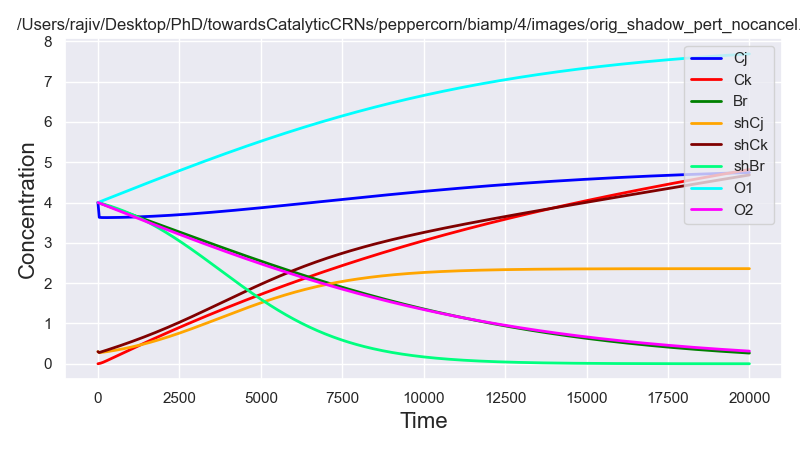 /Users/rajiv/Desktop/PhD/towardsCatalyticCRNs/peppercorn/biamp/4/images/orig_shadow_pert_nocancel.
8
7
6
5
4
3
2
1
0
Concentration
0 2500 5000 7500 10000 12500 15000 17500 20000
Time
Cj
Ck
Br
shCj
shCk
shBr
O1
O2